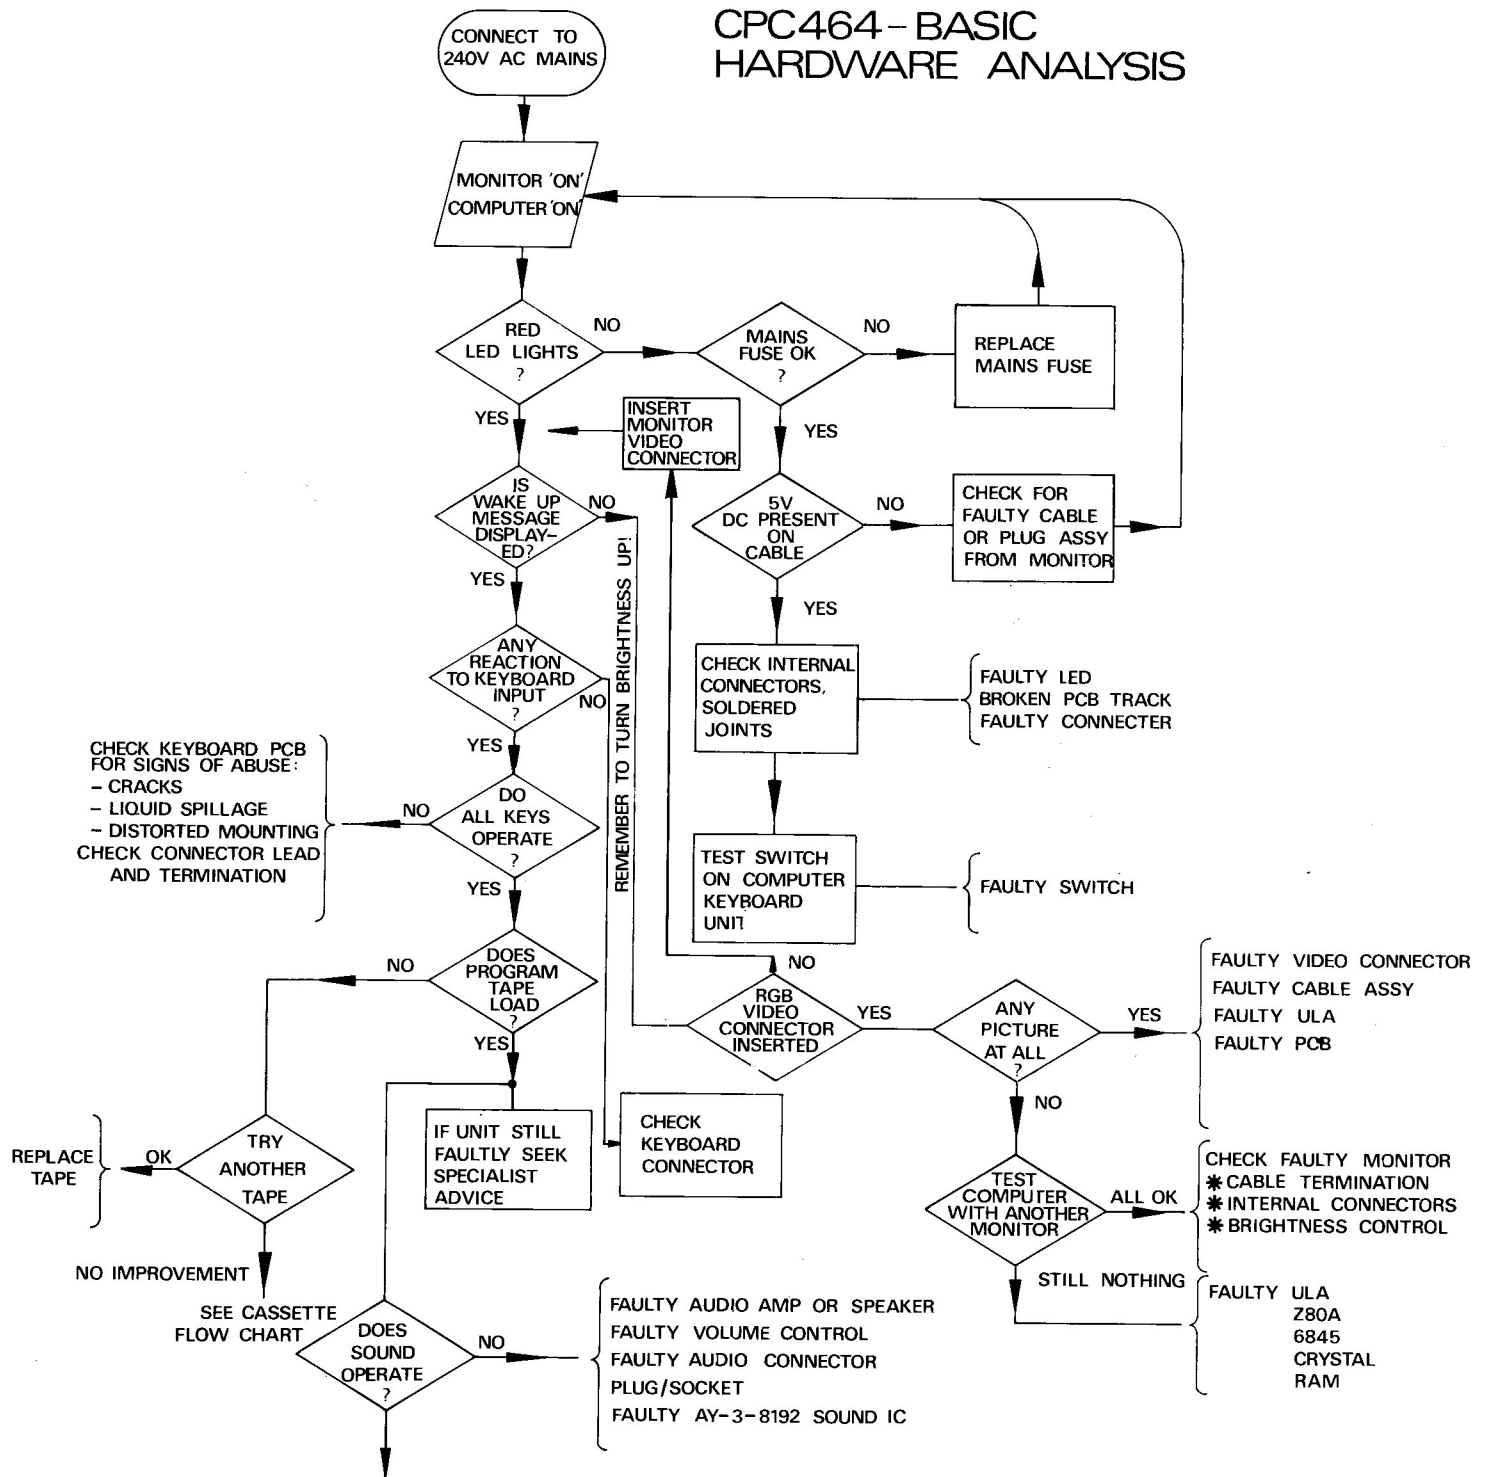 CPC464-BASIC
HARDWARE ANALYSIS
CONNECT TO
240V AC MAINS
MONITOR 'ON'
COMPUTER 'ON'
RED
LED LIGHTS
?
NO
YES
MAINS
FUSE OK
?
NO
YES
REPLACE
MAINS FUSE
INSERT
MONITOR
VIDEO
CONNECTOR
IS
WAKE UP
MESSAGE
DISPLAY-
ED?
NO
YES
REMEMBER TO TURN BRIGHTNESS UP!
5V
DC PRESENT
ON
CABLE
NO
YES
CHECK FOR
FAULTY CABLE
OR PLUG ASSY
FROM MONITOR
ANY
REACTION
TO KEYBOARD
INPUT
?
NO
YES
CHECK INTERNAL
CONNECTORS,
SOLDERED
JOINTS
FAULTY LED
BROKEN PCB TRACK
FAULTY CONNECTER
CHECK KEYBOARD PCB
FOR SIGNS OF ABUSE:
- CRACKS
- LIQUID SPILLAGE
- DISTORTED MOUNTING
CHECK CONNECTOR LEAD
AND TERMINATION
NO
DO
ALL KEYS
OPERATE
?
YES
TEST SWITCH
ON COMPUTER
KEYBOARD
UNIT
FAULTY SWITCH
DOES
PROGRAM
TAPE
LOAD
?
NO
YES
RGB
VIDEO
CONNECTOR
INSERTED
NO
YES
ANY
PICTURE
AT ALL
?
YES
NO
FAULTY VIDEO CONNECTOR
FAULTY CABLE ASSY
FAULTY ULA
FAULTY PCB
REPLACE
TAPE
OK
TRY
ANOTHER
TAPE
NO IMPROVEMENT
SEE CASSETTE
FLOW CHART
IF UNIT STILL
FAULTLY SEEK
SPECIALIST
ADVICE
CHECK
KEYBOARD
CONNECTOR
TEST
COMPUTER
WITH ANOTHER
MONITOR
ALL OK
STILL NOTHING
CHECK FAULTY MONITOR
✱ CABLE TERMINATION
✱ INTERNAL CONNECTORS
✱ BRIGHTNESS CONTROL
FAULTY ULA
Z80A
6845
CRYSTAL
RAM
DOES
SOUND
OPERATE
?
NO
FAULTY AUDIO AMP OR SPEAKER
FAULTY VOLUME CONTROL
FAULTY AUDIO CONNECTOR
PLUG/SOCKET
FAULTY AY-3-8192 SOUND IC